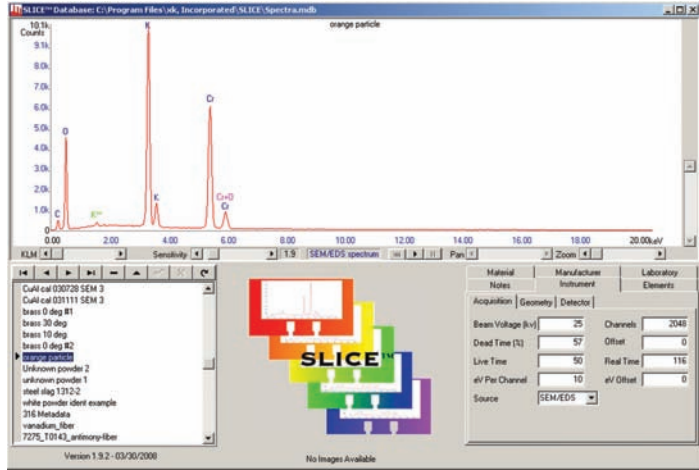 SLICE™ Database: C:\Program Files\xk, Incorporated\SLICE\Spectra.mdb
orange particle
10.1k
Counts
9.1k
8.0k
7.0k
6.0k
5.0k
4.0k
3.0k
2.0k
1.0k
0
C
O
K
K
Cr
Cr+O
Cr
0.00 2.00 4.00 6.00 8.00 10.00 12.00 14.00 16.00 18.00 20.00keV
KLM Sensitivity 1.9 SEM/EDS spectrum Pan Zoom
CuAl cal 030728 SEM 3
CuAl cal 031111 SEM 3
brass 0 deg #1
brass 30 deg
brass 10 deg
brass 0 deg #2
orange particle
Unknown powder 2
unknown powder 1
steel slag 1312-2
white powder ident example
316 Metadata
vanadium_fiber
7275_T0143_antimony-fiber
Version 1.9.2 - 03/30/2008
SLICE™
No Images Available
Material Manufacturer Laboratory
Notes Instrument Elements
Acquisition Geometry Detector
Beam Voltage (kv) 25 Channels 2048
Dead Time (%) 57 Offset 0
Live Time 50 Real Time 116
eV Per Channel 10 eV Offset 0
Source SEM/EDS